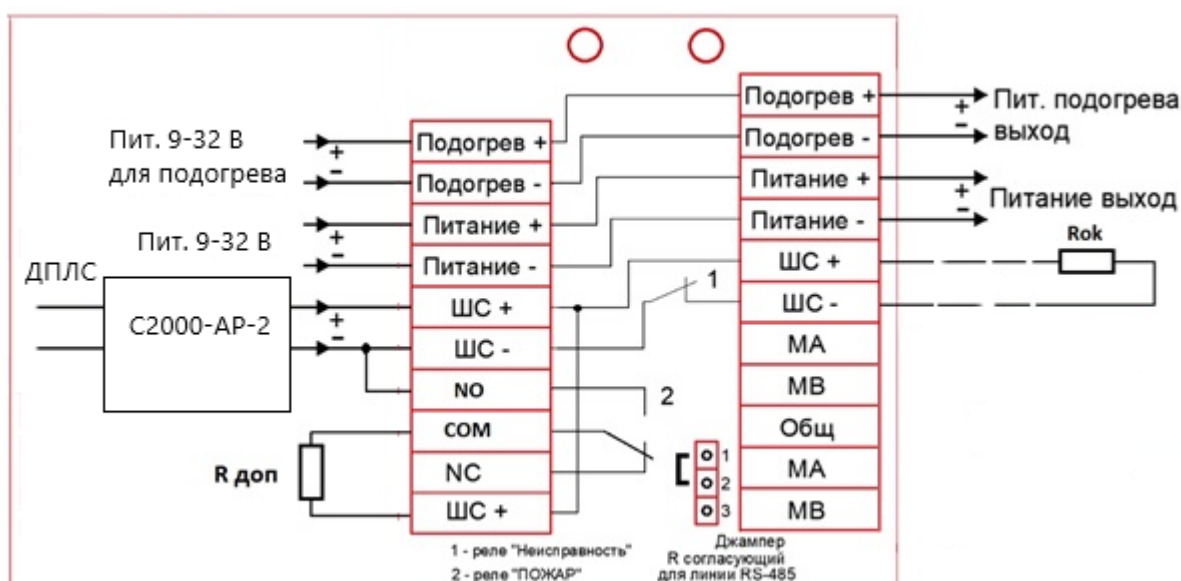 Пит. 9-32 В
для подогрева
+
−
Пит. 9-32 В
+
−
ДПЛС
С2000-АР-2
+
−
R доп
Подогрев +
Подогрев -
Питание +
Питание -
ШС +
ШС -
NO
COM
NC
ШС +
1
2
1 - реле "Неисправность"
2 - реле "ПОЖАР"
1
2
3
Джампер
R согласующий
для линии RS-485
Подогрев +
Подогрев -
Питание +
Питание -
ШС +
ШС -
МА
МВ
Общ
МА
МВ
+
−
Пит. подогрева
выход
+
−
Питание выход
Rok